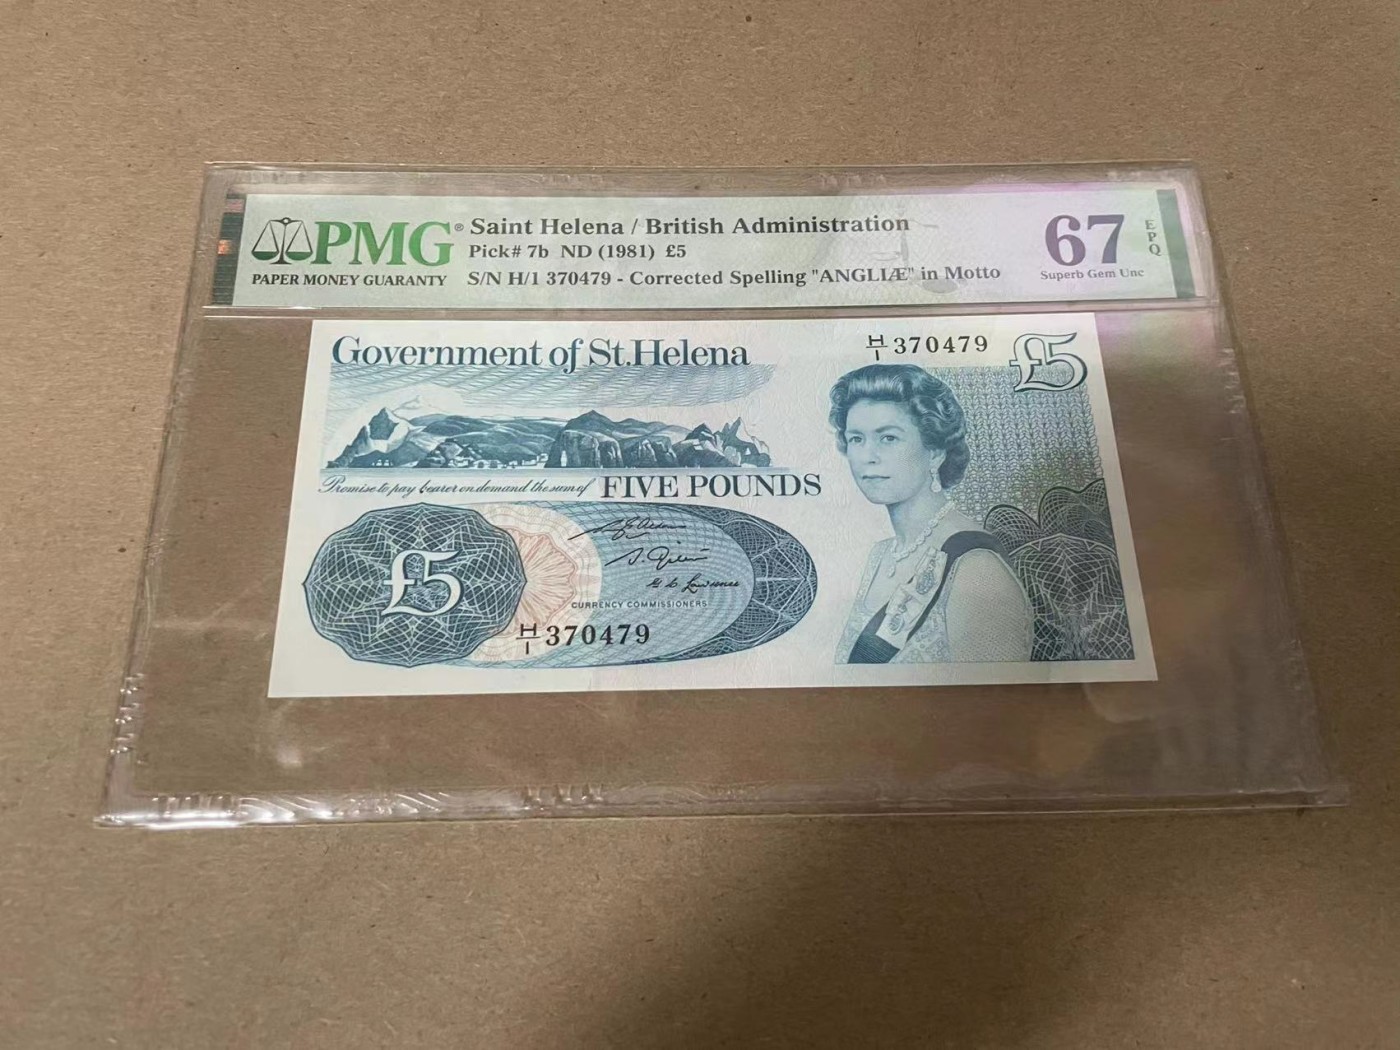 PMG®
PAPER MONEY GUARANTY
Saint Helena / British Administration
Pick# 7b ND (1981) £5
S/N H/1 370479 - Corrected Spelling "ANGLIÆ" in Motto
67
EPQ
Superb Gem Unc
Government of St.Helena
H/1 370479
£5
Promise to pay bearer on demand the sum of FIVE POUNDS
£5
CURRENCY COMMISSIONERS
H/1 370479